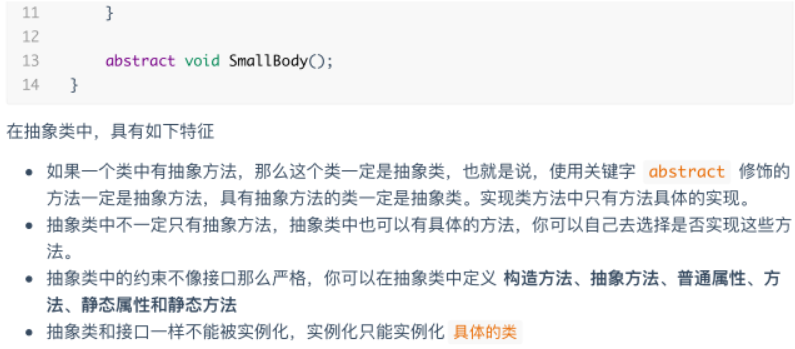 11 }
12
13 abstract void SmallBody();
14 }
在抽象类中，具有如下特征
• 如果一个类中有抽象方法，那么这个类一定是抽象类，也就是说，使用关键字 abstract 修饰的
方法一定是抽象方法，具有抽象方法的类一定是抽象类。实现类方法中只有方法具体的实现。
• 抽象类中不一定只有抽象方法，抽象类中也可以有具体的方法，你可以自己去选择是否实现这些方
法。
• 抽象类中的约束不像接口那么严格，你可以在抽象类中定义 构造方法、抽象方法、普通属性、方
法、静态属性和静态方法
• 抽象类和接口一样不能被实例化，实例化只能实例化 具体的类